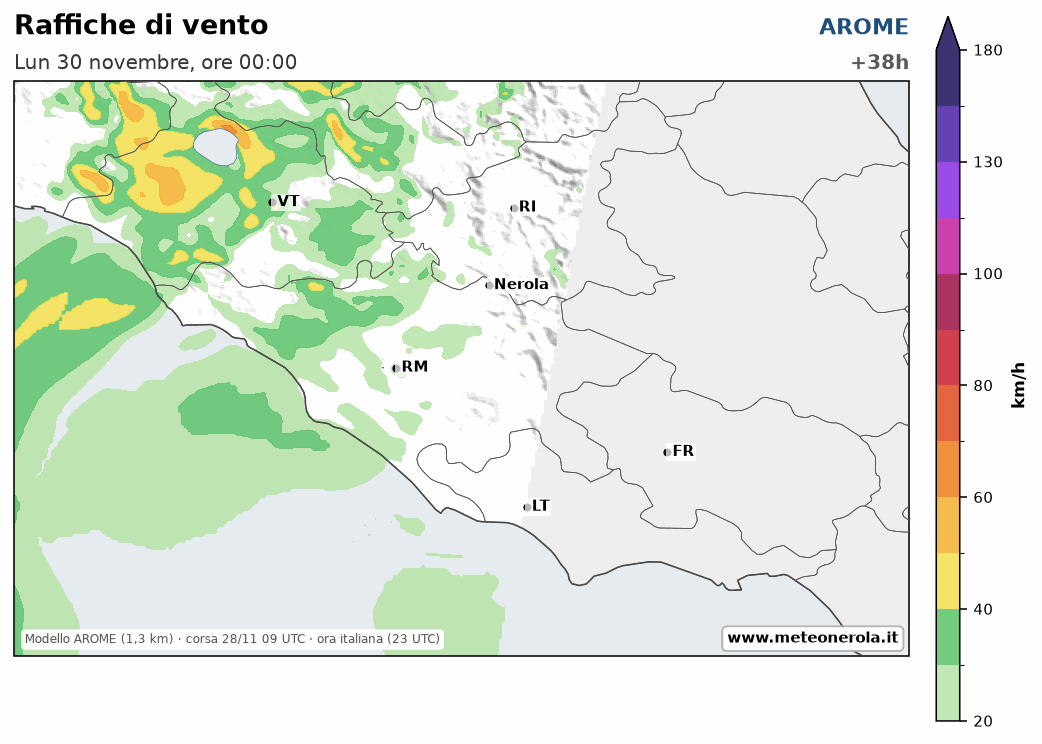 Raffiche di vento
AROME
Lun 30 novembre, ore 00:00
+38h
180
130
100
80
60
40
20
km/h
VT
RI
Nerola
RM
FR
LT
Modello AROME (1,3 km) · corsa 28/11 09 UTC · ora italiana (23 UTC)
www.meteonerola.it